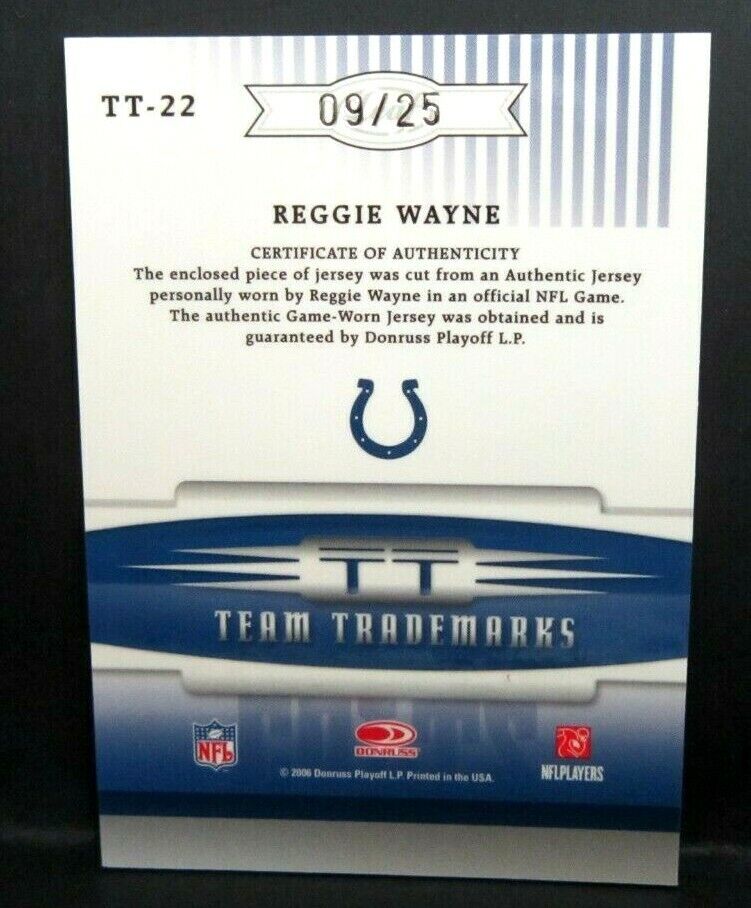 TT-22
09/25
REGGIE WAYNE
CERTIFICATE OF AUTHENTICITY
The enclosed piece of jersey was cut from an Authentic Jersey
personally worn by Reggie Wayne in an official NFL Game.
The authentic Game-Worn Jersey was obtained and is
guaranteed by Donruss Playoff L.P.
TT
TEAM TRADEMARKS
NFL
DONRUSS
NFLPLAYERS
© 2006 Donruss Playoff L.P. Printed in the USA.